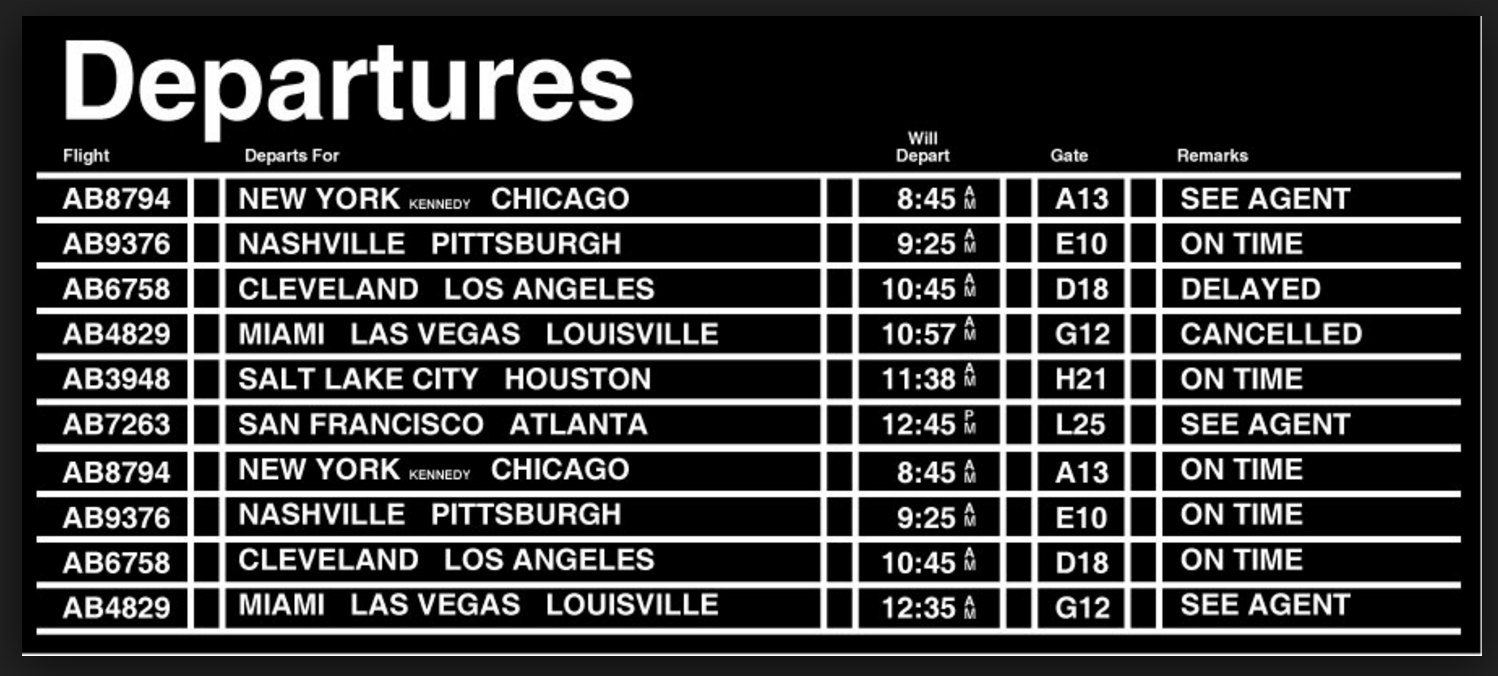 Departures
Flight Departs For Will Depart Gate Remarks
AB8794 NEW YORK KENNEDY CHICAGO 8:45 AM A13 SEE AGENT
AB9376 NASHVILLE PITTSBURGH 9:25 AM E10 ON TIME
AB6758 CLEVELAND LOS ANGELES 10:45 AM D18 DELAYED
AB4829 MIAMI LAS VEGAS LOUISVILLE 10:57 AM G12 CANCELLED
AB3948 SALT LAKE CITY HOUSTON 11:38 AM H21 ON TIME
AB7263 SAN FRANCISCO ATLANTA 12:45 PM L25 SEE AGENT
AB8794 NEW YORK KENNEDY CHICAGO 8:45 AM A13 ON TIME
AB9376 NASHVILLE PITTSBURGH 9:25 AM E10 ON TIME
AB6758 CLEVELAND LOS ANGELES 10:45 AM D18 ON TIME
AB4829 MIAMI LAS VEGAS LOUISVILLE 12:35 AM G12 SEE AGENT